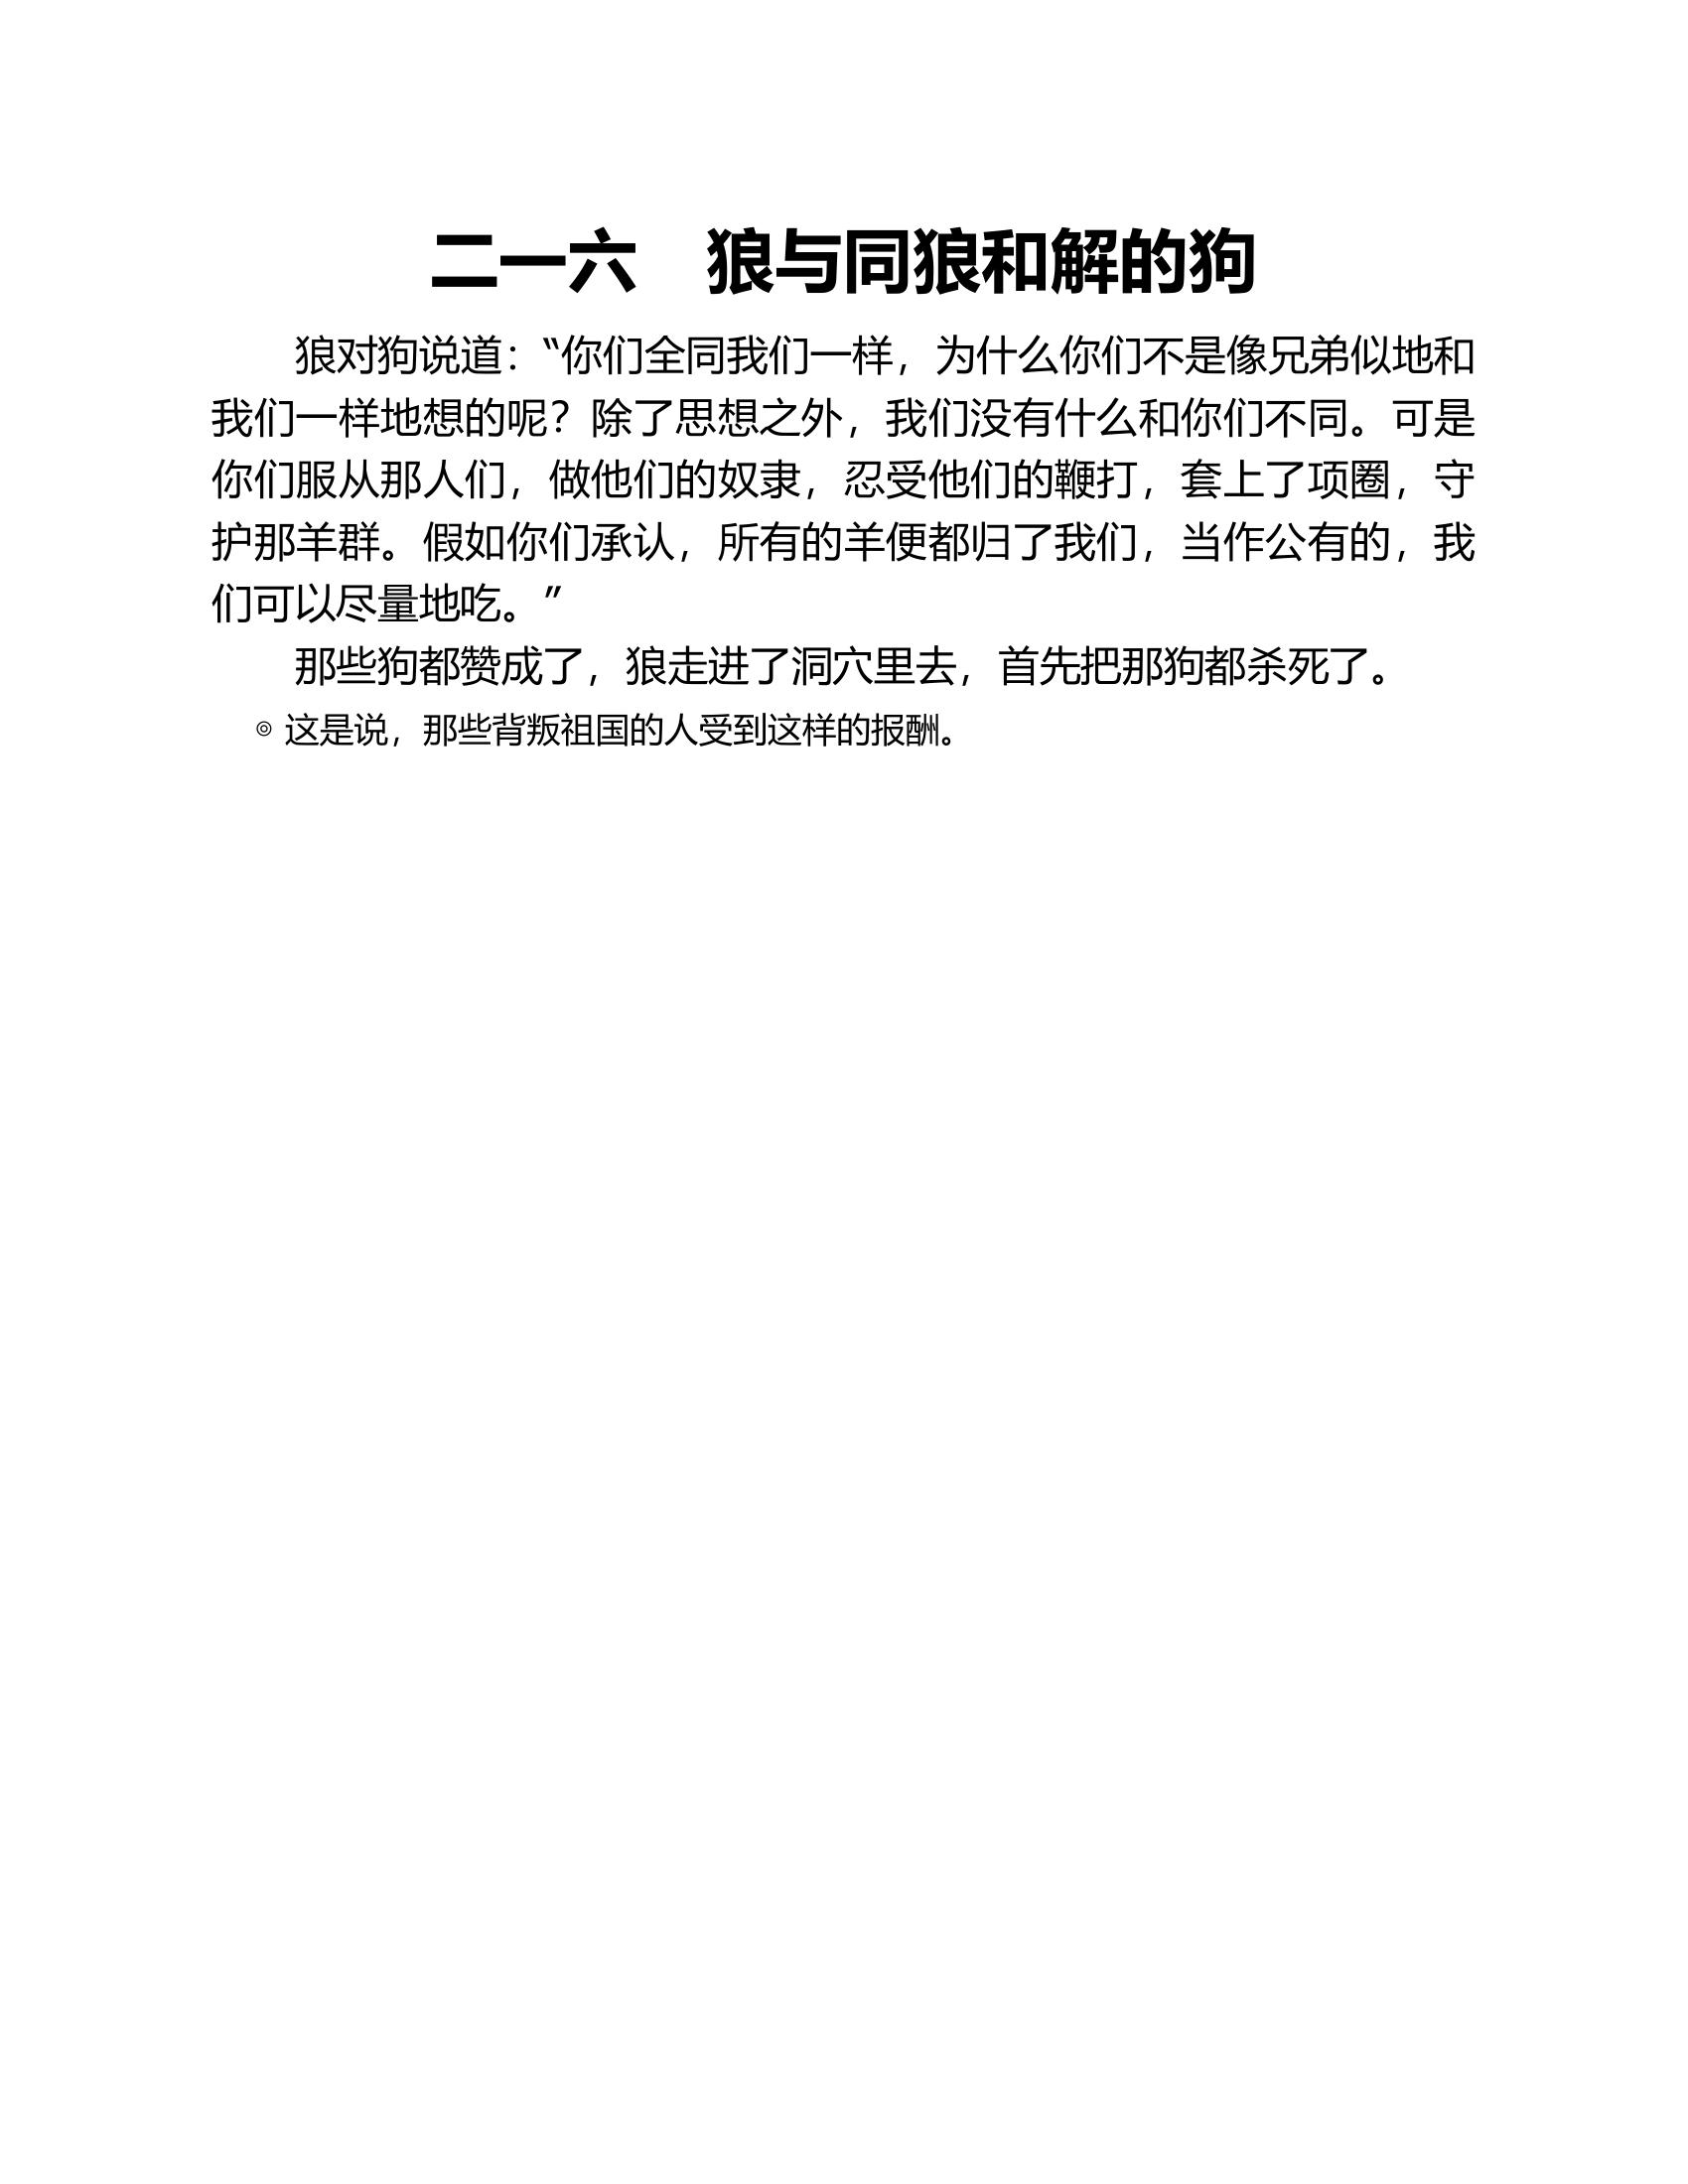 二一六　狼与同狼和解的狗
狼对狗说道：“你们全同我们一样，为什么你们不是像兄弟似地和
我们一样地想的呢？除了思想之外，我们没有什么和你们不同。可是
你们服从那人们，做他们的奴隶，忍受他们的鞭打，套上了项圈，守
护那羊群。假如你们承认，所有的羊便都归了我们，当作公有的，我
们可以尽量地吃。”
那些狗都赞成了，狼走进了洞穴里去，首先把那狗都杀死了。
◎ 这是说，那些背叛祖国的人受到这样的报酬。